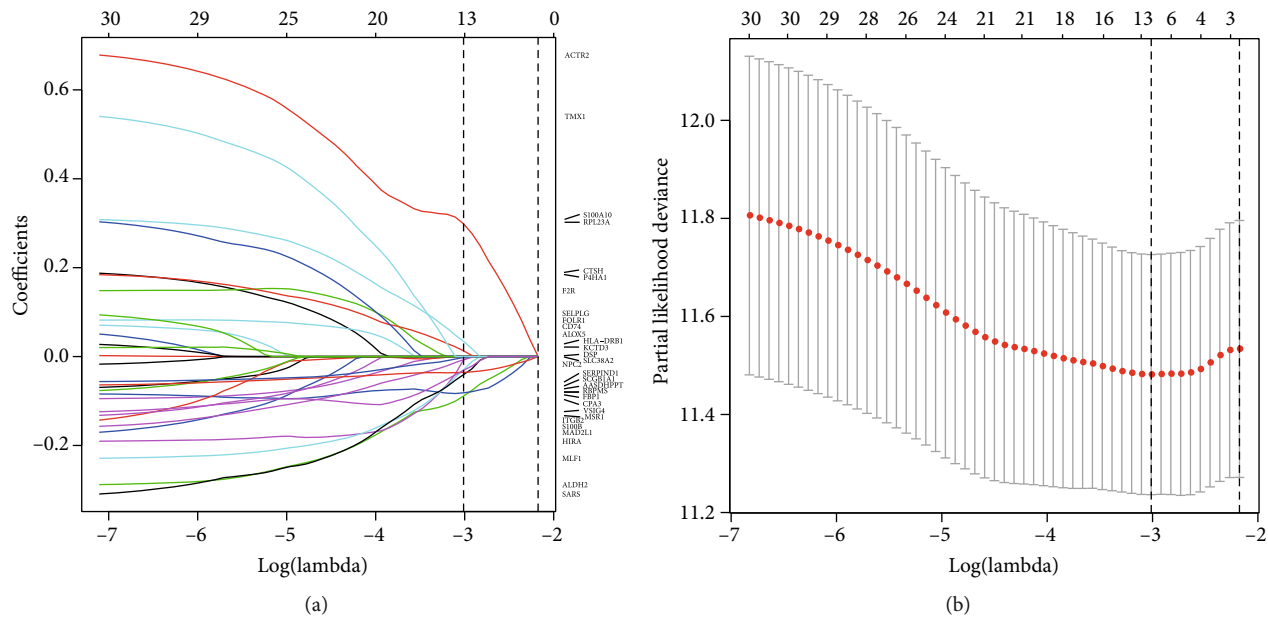 30 29 25 20 13 0
Coefficients
0.6
0.4
0.2
0.0
−0.2
ACTR2
TMX1
S100A10
RPL23A
CTSH
P4HA1
F2R
SELPLG
FOLR1
CD74
ALOX5
HLA-DRB1
KCTD3
DSP
SLC38A2
NPC2
SERPIND1
SCGB1A1
AASDHPPT
RBPMS
FBP1
CPA3
VSIG4
MSR1
ITGB2
S100B
MAD2L1
HIRA
MLF1
ALDH2
SARS
−7 −6 −5 −4 −3 −2
Log(lambda)
(a)
30 30 29 28 26 24 21 21 18 16 13 6 4 3
Partial likelihood deviance
12.0
11.8
11.6
11.4
11.2
−7 −6 −5 −4 −3 −2
Log(lambda)
(b)